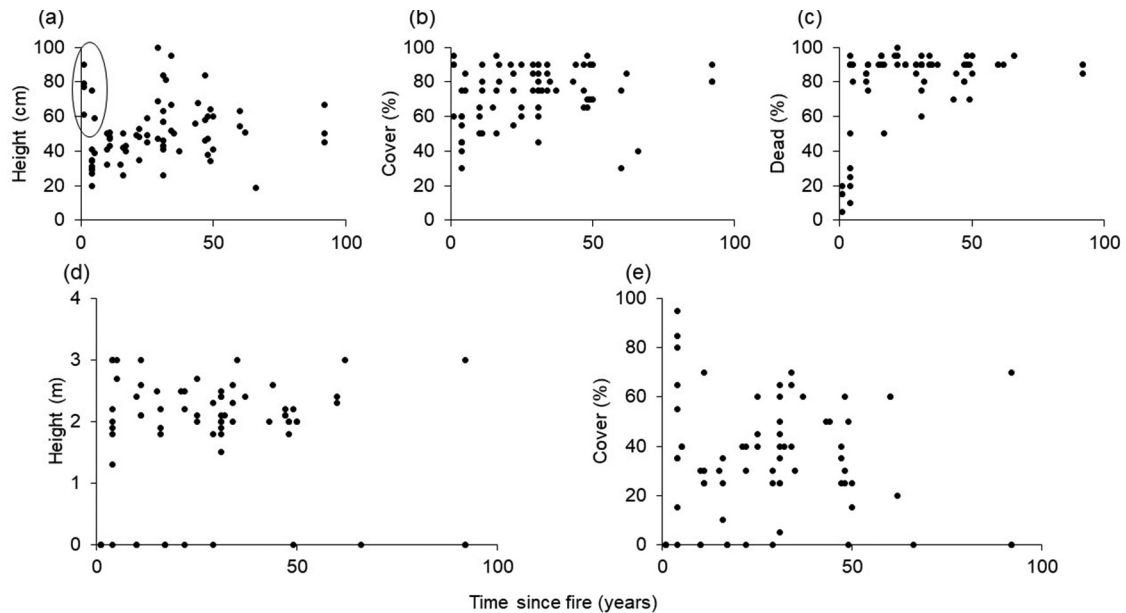 (a) (b) (c)
100 100 100
80 80 80
60 60 60
40 40 40
20 20 20
0 0 0
0 50 100 0 50 100 0 50 100
Height (cm)
Cover (%)
Dead (%)
(d) (e)
4 100
3 80
2 60
1 40
0 20
0
0 50 100 0 50 100
Height (m)
Cover (%)
Time since fire (years)